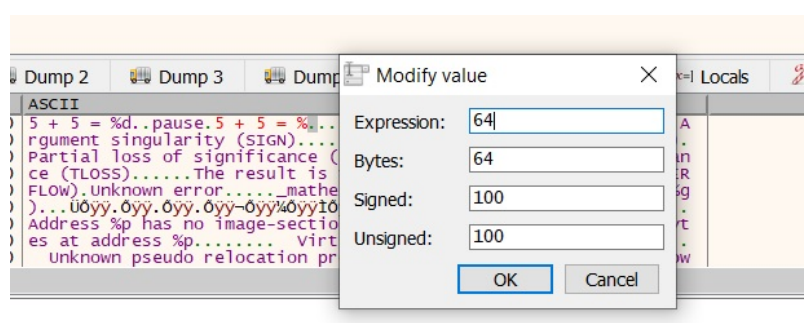 Dump 2 Dump 3 Dump Locals
ASCII
5 + 5 = %d..pause.5 + 5 = %
rgument singularity (SIGN)....
Partial loss of significance (
ce (TLOSS)......The result is
FLOW).Unknown error....._mathe
Address %p has no image-sectio
es at address %p........ Virt
Unknown pseudo relocation pr
Modify value
Expression: 64
Bytes: 64
Signed: 100
Unsigned: 100
OK Cancel